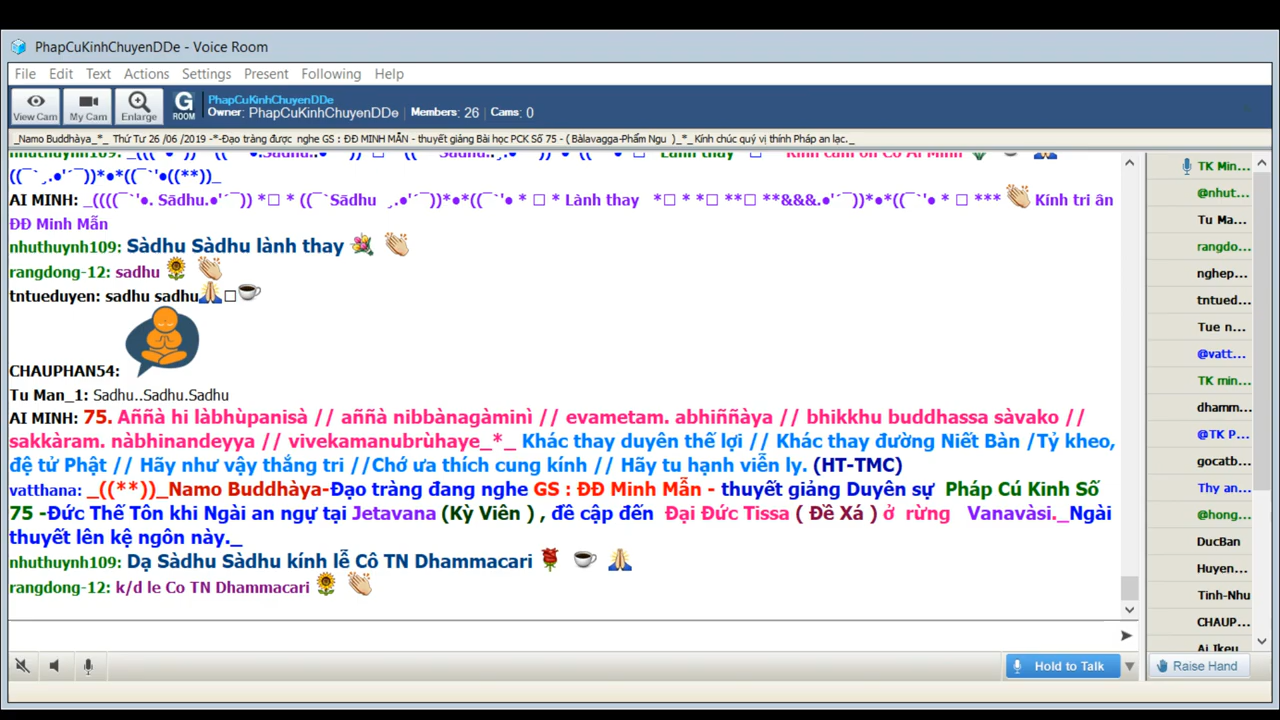 PhapCuKinhChuyenDDe - Voice Room
File Edit Text Actions Settings Present Following Help
View Cam My Cam Enlarge G ROOM
PhapCuKinhChuyenDDe
Owner: PhapCuKinhChuyenDDe | Members: 26 | Cams: 0
_Namo Buddhàya_*_ Thứ Tư 26 /06 /2019 -*-Đạo tràng được nghe GS : ĐĐ MINH MẪN - thuyết giảng Bài học PCK Số 75 - ( Bàlavagga-Phẩm Ngu )_*_Kính chúc quý vị thính Pháp an lạc._
((¯`¸.●'´¯))*●*((¯`'●((**))_
AI MINH: _((((¯`'●. Sādhu.●'´¯)) *□ * ((¯`'● Sādhu ¸.●'´¯))*●*((¯`'● * □ * Lành thay *□ * *□ **□ **&&&.●'´¯))*●*((¯`'● * □ *** Kính tri ân
ĐĐ Minh Mẫn
nhuthuynh109: Sàdhu Sàdhu lành thay
rangdong-12: sadhu
tntueduyen: sadhu sadhu □
CHAUPHAN54:
Tu Man_1: Sadhu..Sadhu.Sadhu
AI MINH: 75. Aññà hi làbhùpanisà // aññà nibbànagàminì // evametam. abhiññàya // bhikkhu buddhassa sàvako //
sakkàram. nàbhinandeyya // vivekamanubrùhaye_*_ Khác thay duyên thế lợi // Khác thay đường Niết Bàn /Tỷ kheo,
đệ tử Phật // Hãy như vậy thắng tri //Chớ ưa thích cung kính // Hãy tu hạnh viễn ly. (HT-TMC)
vatthana: _((**))_Namo Buddhàya-Đạo tràng đang nghe GS : ĐĐ Minh Mẫn - thuyết giảng Duyên sự Pháp Cú Kinh Số
75 -Đức Thế Tôn khi Ngài an ngự tại Jetavana (Kỳ Viên ) , đề cập đến Đại Đức Tissa ( Đề Xá ) ở rừng Vanavàsi._Ngài
thuyết lên kệ ngôn này._
nhuthuynh109: Dạ Sàdhu Sàdhu kính lễ Cô TN Dhammacari
rangdong-12: k/d le Co TN Dhammacari
TK Min...
@nhut...
Tu Ma...
rangdo...
nghep...
tntued...
Tue n...
@vatt...
TK min...
dhamm...
@TK P...
gocatb...
Thy an...
@hong...
DucBan
Huyen...
Tinh-Nhu
CHAUP...
Ai Ikeu
Hold to Talk
Raise Hand